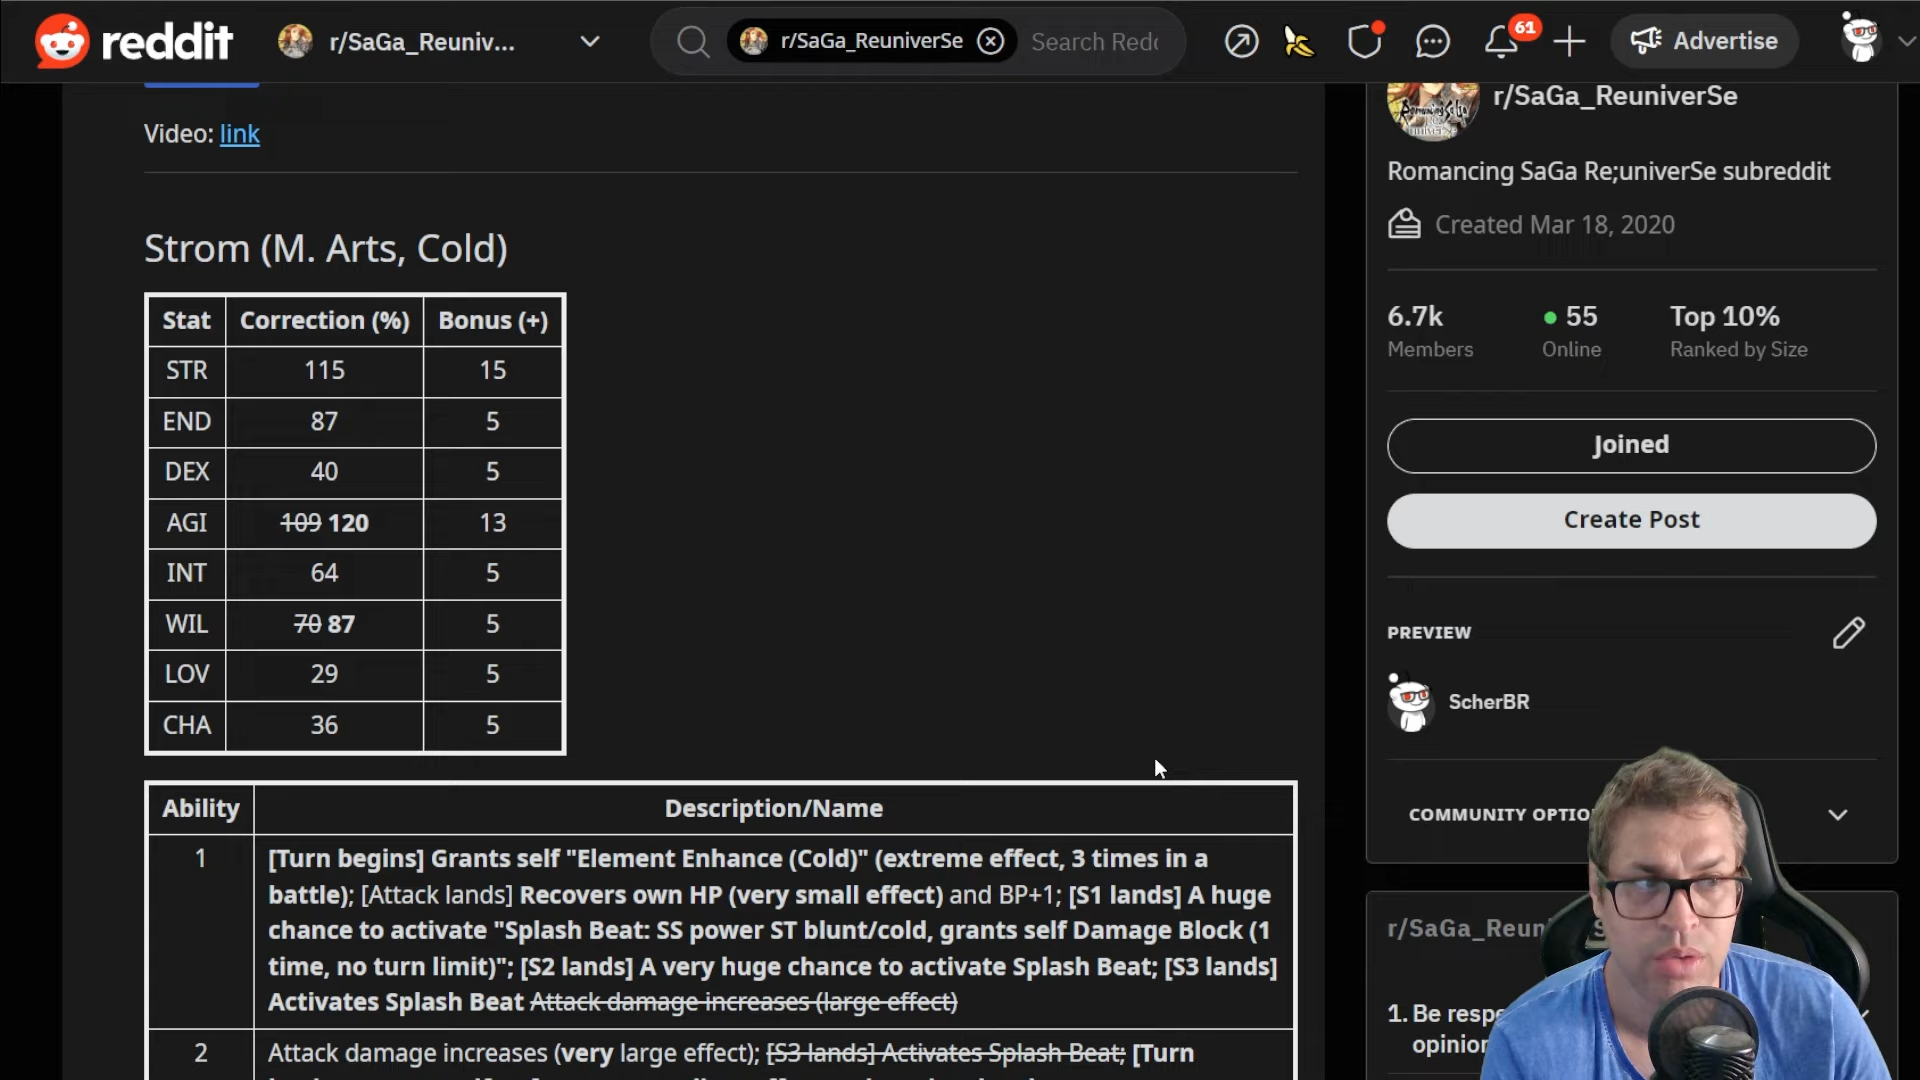 reddit
r/SaGa_Reuniv...
r/SaGa_ReuniverSe
Search Redd
61
Advertise
Video: link
Strom (M. Arts, Cold)
Stat Correction (%) Bonus (+)
STR 115 15
END 87 5
DEX 40 5
AGI 109 120 13
INT 64 5
WIL 70 87 5
LOV 29 5
CHA 36 5
Ability Description/Name
1 [Turn begins] Grants self "Element Enhance (Cold)" (extreme effect, 3 times in a
battle); [Attack lands] Recovers own HP (very small effect) and BP+1; [S1 lands] A huge
chance to activate "Splash Beat: SS power ST blunt/cold, grants self Damage Block (1
time, no turn limit)"; [S2 lands] A very huge chance to activate Splash Beat; [S3 lands]
Activates Splash Beat Attack damage increases (large effect)
2 Attack damage increases (very large effect); [S3 lands] Activates Splash Beat; [Turn
r/SaGa_ReuniverSe
Romancing SaGa Re;univerSe subreddit
Created Mar 18, 2020
6.7k 55 Top 10%
Members Online Ranked by Size
Joined
Create Post
PREVIEW
ScherBR
COMMUNITY OPTIO
r/SaGa_Reun
1. Be respe
opinion